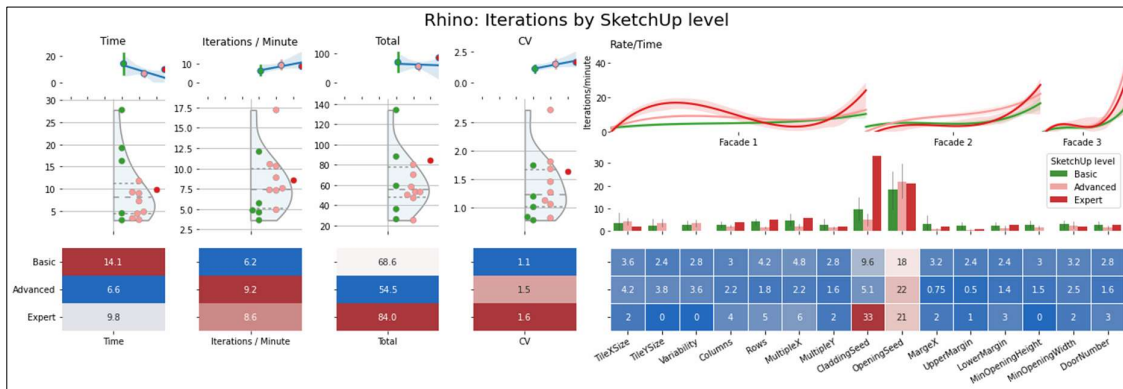 Rhino: Iterations by SketchUp level
Time
Iterations / Minute
Total
CV
Rate/Time
20
0
10
0
100
0
2.5
0.0
Iterations/minute
40
20
0
Facade 1
Facade 2
Facade 3
30
25
20
15
10
5
17.5
15.0
12.5
10.0
7.5
5.0
2.5
140
120
100
80
60
40
20
2.5
2.0
1.5
1.0
30
20
10
0
SketchUp level
Basic
Advanced
Expert
Basic 14.1 6.2 68.6 1.1 3.6 2.4 2.8 3 4.2 4.8 2.8 9.6 18 3.2 2.4 2.4 3 3.2 2.8
Advanced 6.6 9.2 54.5 1.5 4.2 3.8 3.6 2.2 1.8 2.2 1.6 5.1 22 0.75 0.5 1.4 1.5 2.5 1.6
Expert 9.8 8.6 84.0 1.6 2 0 0 4 5 6 2 33 21 2 1 3 0 2 3
Time
Iterations / Minute
Total
CV
TileXSize
TileYSize
Variability
Columns
Rows
MultipleX
MultipleY
CladdingSeed
OpeningSeed
MargeX
UpperMargin
LowerMargin
MinOpeningHeight
MinOpeningWidth
DoorNumber